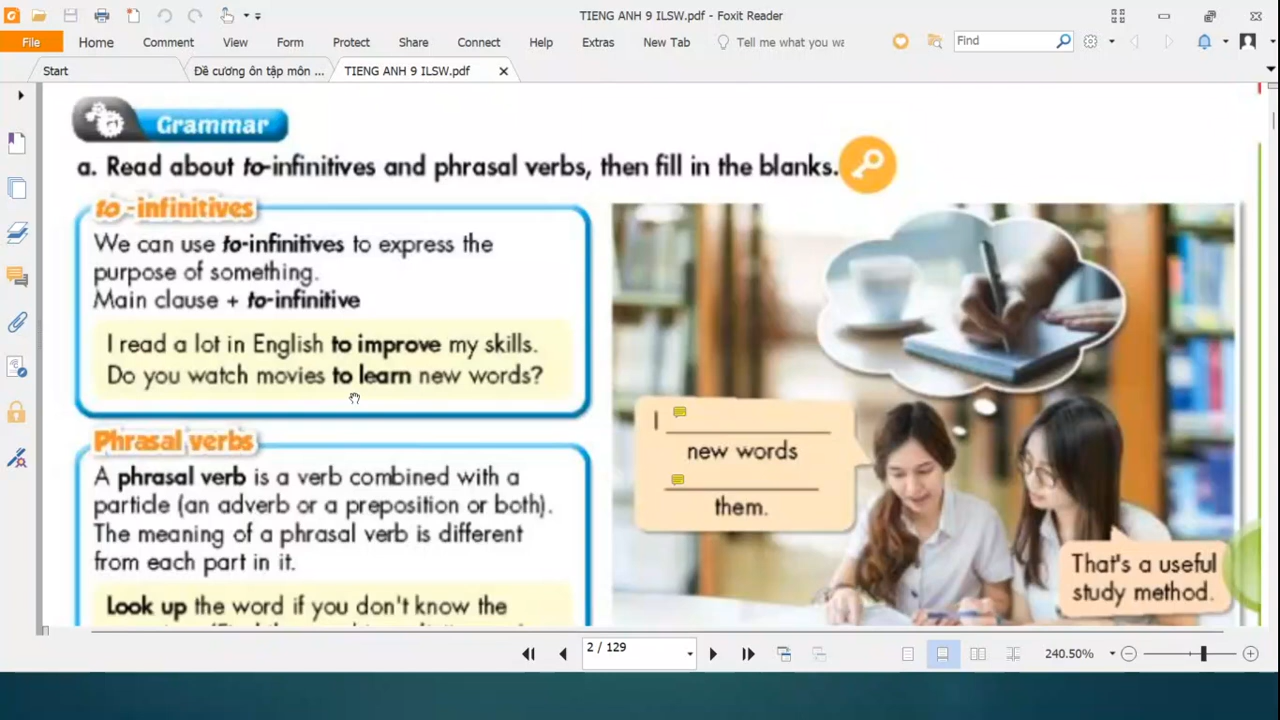 TIENG ANH 9 ILSW.pdf - Foxit Reader
File Home Comment View Form Protect Share Connect Help Extras New Tab Tell me what you wa Find
Start Đề cương ôn tập môn ... TIENG ANH 9 ILSW.pdf
Grammar
a. Read about to-infinitives and phrasal verbs, then fill in the blanks.
to -infinitives
We can use to-infinitives to express the
purpose of something.
Main clause + to-infinitive
I read a lot in English to improve my skills.
Do you watch movies to learn new words?
Phrasal verbs
A phrasal verb is a verb combined with a
particle (an adverb or a preposition or both).
The meaning of a phrasal verb is different
from each part in it.
Look up the word if you don't know the
I
new words
them.
That's a useful
study method.
2 / 129
240.50%